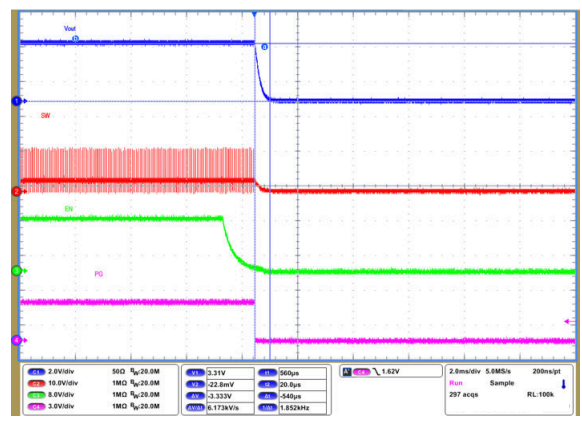 Vout
b
a
1
SW
2
EN
3
PG
4
C1 2.0V/div 50Ω BW:20.0M
C2 10.0V/div 1MΩ BW:20.0M
C3 8.0V/div 1MΩ BW:20.0M
C4 3.0V/div 1MΩ BW:20.0M
V1 3.31V
V2 -22.8mV
ΔV -3.333V
ΔV/Δt 6.173kV/s
t1 560µs
t2 20.0µs
Δt -540µs
1/Δt 1.852kHz
A' C4 1.62V
2.0ms/div 5.0MS/s 200ns/pt
Run Sample
297 acqs RL:100k